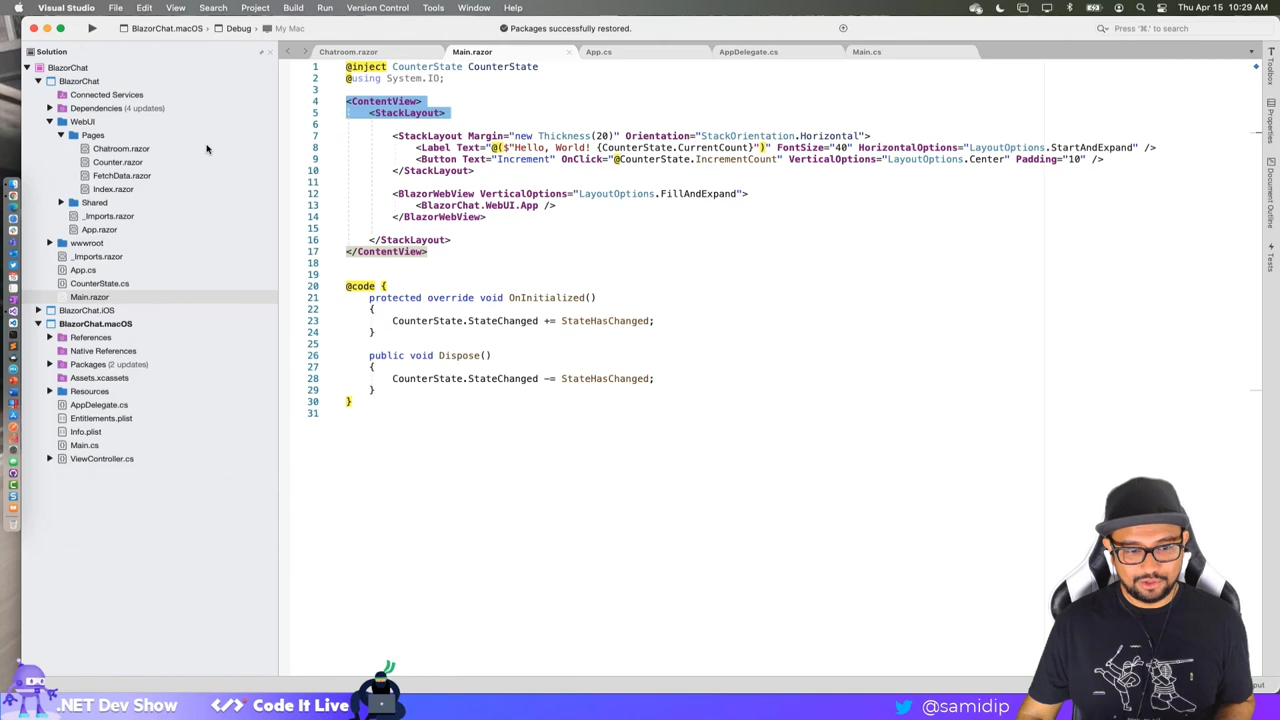 Visual Studio File Edit View Search Project Build Run Version Control Tools Window Help Thu Apr 15 10:29 AM
BlazorChat.macOS › Debug › My Mac
Packages successfully restored.
Press '⌘.' to search
Solution
BlazorChat
BlazorChat
Connected Services
Dependencies (4 updates)
WebUI
Pages
Chatroom.razor
Counter.razor
FetchData.razor
Index.razor
Shared
_Imports.razor
App.razor
wwwroot
_Imports.razor
App.cs
CounterState.cs
Main.razor
BlazorChat.iOS
BlazorChat.macOS
References
Native References
Packages (2 updates)
Assets.xcassets
Resources
AppDelegate.cs
Entitlements.plist
Info.plist
Main.cs
ViewController.cs
Chatroom.razor Main.razor App.cs AppDelegate.cs Main.cs
1 @inject CounterState CounterState
2 @using System.IO;
3
4 <ContentView>
5 <StackLayout>
6
7 <StackLayout Margin="new Thickness(20)" Orientation="StackOrientation.Horizontal">
8 <Label Text="@($"Hello, World! {CounterState.CurrentCount}")" FontSize="40" HorizontalOptions="LayoutOptions.StartAndExpand" />
9 <Button Text="Increment" OnClick="@CounterState.IncrementCount" VerticalOptions="LayoutOptions.Center" Padding="10" />
10 </StackLayout>
11
12 <BlazorWebView VerticalOptions="LayoutOptions.FillAndExpand">
13 <BlazorChat.WebUI.App />
14 </BlazorWebView>
15
16 </StackLayout>
17 </ContentView>
18
19
20 @code {
21 protected override void OnInitialized()
22 {
23 CounterState.StateChanged += StateHasChanged;
24 }
25
26 public void Dispose()
27 {
28 CounterState.StateChanged -= StateHasChanged;
29 }
30 }
31
Toolbox
Properties
Document Outline
Tests
.NET Dev Show </> Code It Live
@samidip